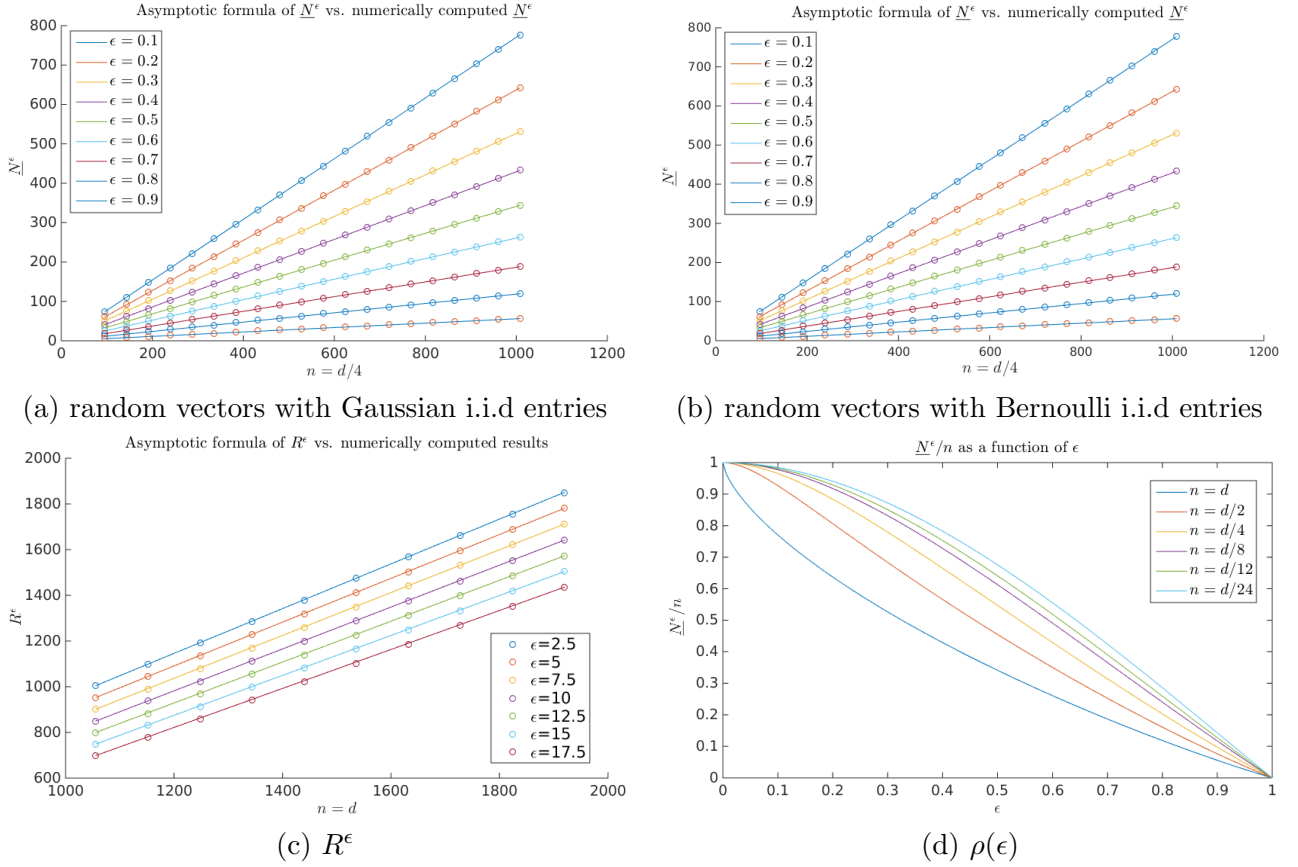 Asymptotic formula of N^ϵ vs. numerically computed N^ϵ
800
700
600
500
400
300
200
100
0
N^ϵ
ϵ = 0.1
ϵ = 0.2
ϵ = 0.3
ϵ = 0.4
ϵ = 0.5
ϵ = 0.6
ϵ = 0.7
ϵ = 0.8
ϵ = 0.9
0 200 400 600 800 1000 1200
n = d/4
(a) random vectors with Gaussian i.i.d entries
Asymptotic formula of N^ϵ vs. numerically computed N^ϵ
800
700
600
500
400
300
200
100
0
N^ϵ
ϵ = 0.1
ϵ = 0.2
ϵ = 0.3
ϵ = 0.4
ϵ = 0.5
ϵ = 0.6
ϵ = 0.7
ϵ = 0.8
ϵ = 0.9
0 200 400 600 800 1000 1200
n = d/4
(b) random vectors with Bernoulli i.i.d entries
Asymptotic formula of R^ϵ vs. numerically computed results
2000
1800
1600
1400
1200
1000
800
600
R^ϵ
ϵ=2.5
ϵ=5
ϵ=7.5
ϵ=10
ϵ=12.5
ϵ=15
ϵ=17.5
1000 1200 1400 1600 1800 2000
n = d
(c) R^ϵ
N^ϵ/n as a function of ϵ
1
0.9
0.8
0.7
0.6
0.5
0.4
0.3
0.2
0.1
0
N^ϵ/n
n = d
n = d/2
n = d/4
n = d/8
n = d/12
n = d/24
0 0.1 0.2 0.3 0.4 0.5 0.6 0.7 0.8 0.9 1
ϵ
(d) ρ(ϵ)